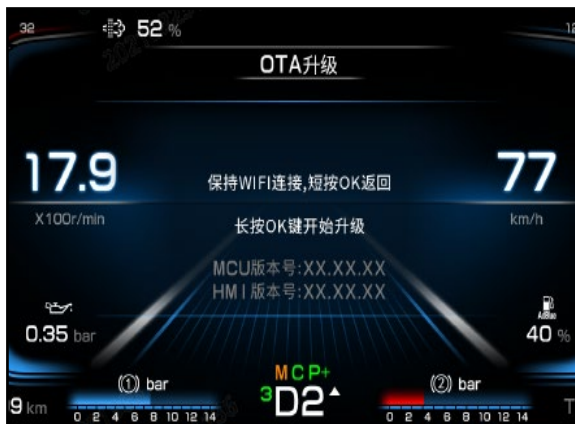 32
52 %
12
OTA升级
17.9
X100r/min
保持WIFI连接,短按OK返回
77
km/h
长按OK键开始升级
MCU版本号:XX.XX.XX
HMI版本号:XX.XX.XX
0.35 bar
AdBlue
40 %
MCP+
(1) bar
3D2
(2) bar
9 km
0 2 4 6 8 10 12 14
0 2 4 6 8 10 12 14
T